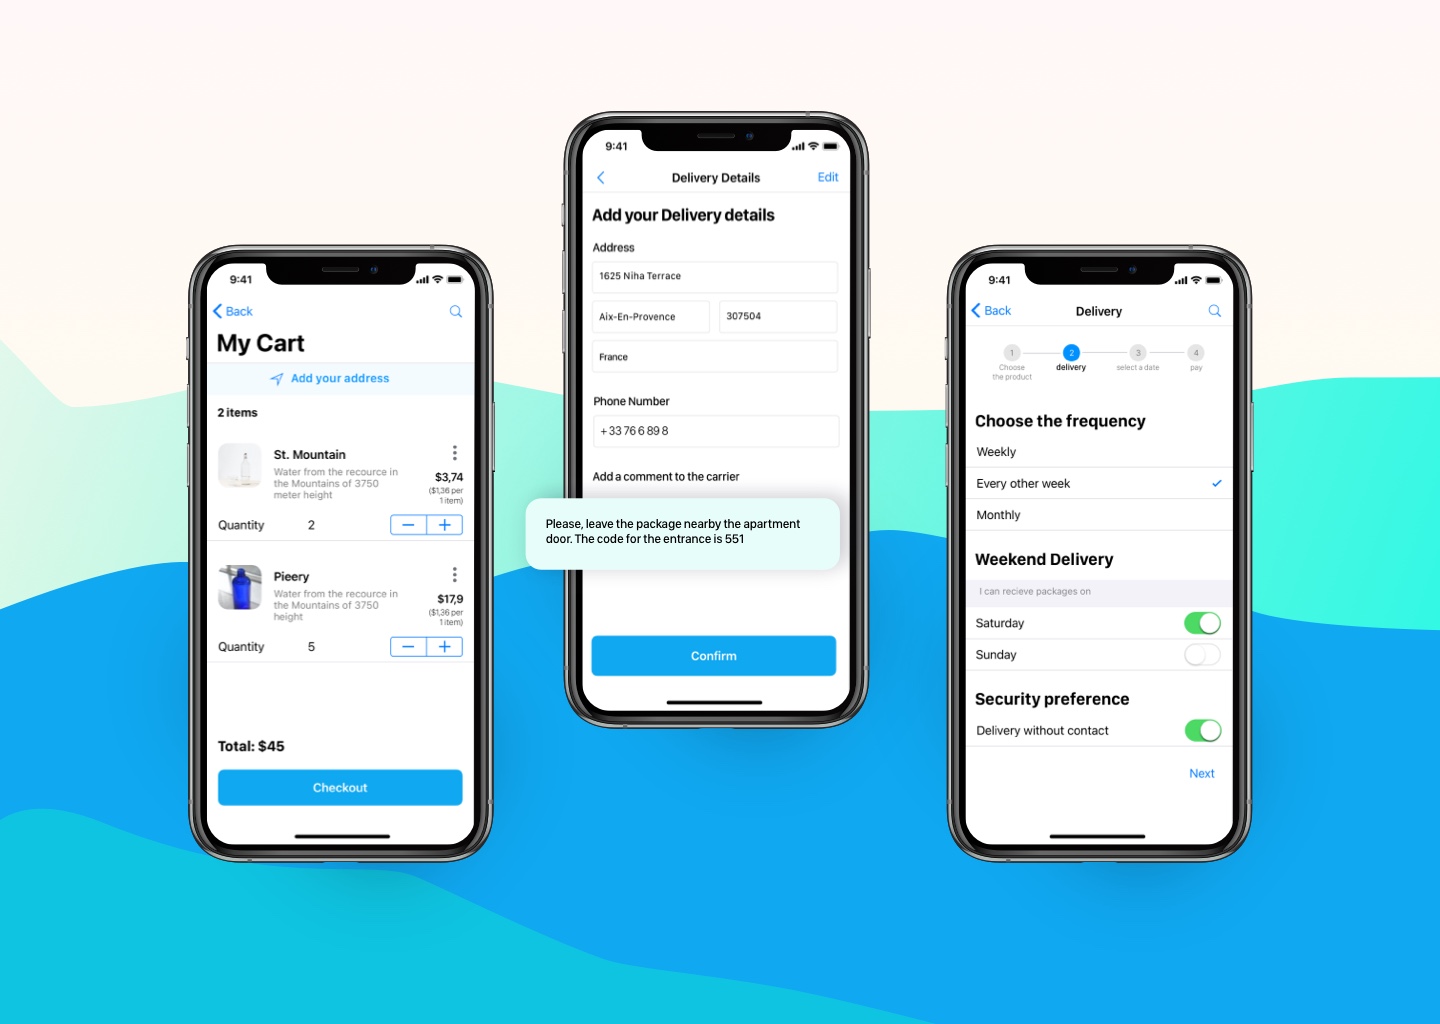 9:41
Back
My Cart
Add your address
2 items
St. Mountain
Water from the recource in
the Mountains of 3750
meter height
$3,74
($1,36 per
1 item)
Quantity 2
Pieery
Water from the recource in
the Mountains of 3750
height
$17,9
($1,36 per
1 item)
Quantity 5
Total: $45
Checkout
9:41
Delivery Details
Edit
Add your Delivery details
Address
1625 Niha Terrace
Aix-En-Provence 307504
France
Phone Number
+ 33 76 6 89 8
Add a comment to the carrier
Please, leave the package nearby the apartment
door. The code for the entrance is 551
Confirm
9:41
Back
Delivery
1 2 3 4
Choose
the product
delivery
select a date
pay
Choose the frequency
Weekly
Every other week
Monthly
Weekend Delivery
I can recieve packages on
Saturday
Sunday
Security preference
Delivery without contact
Next